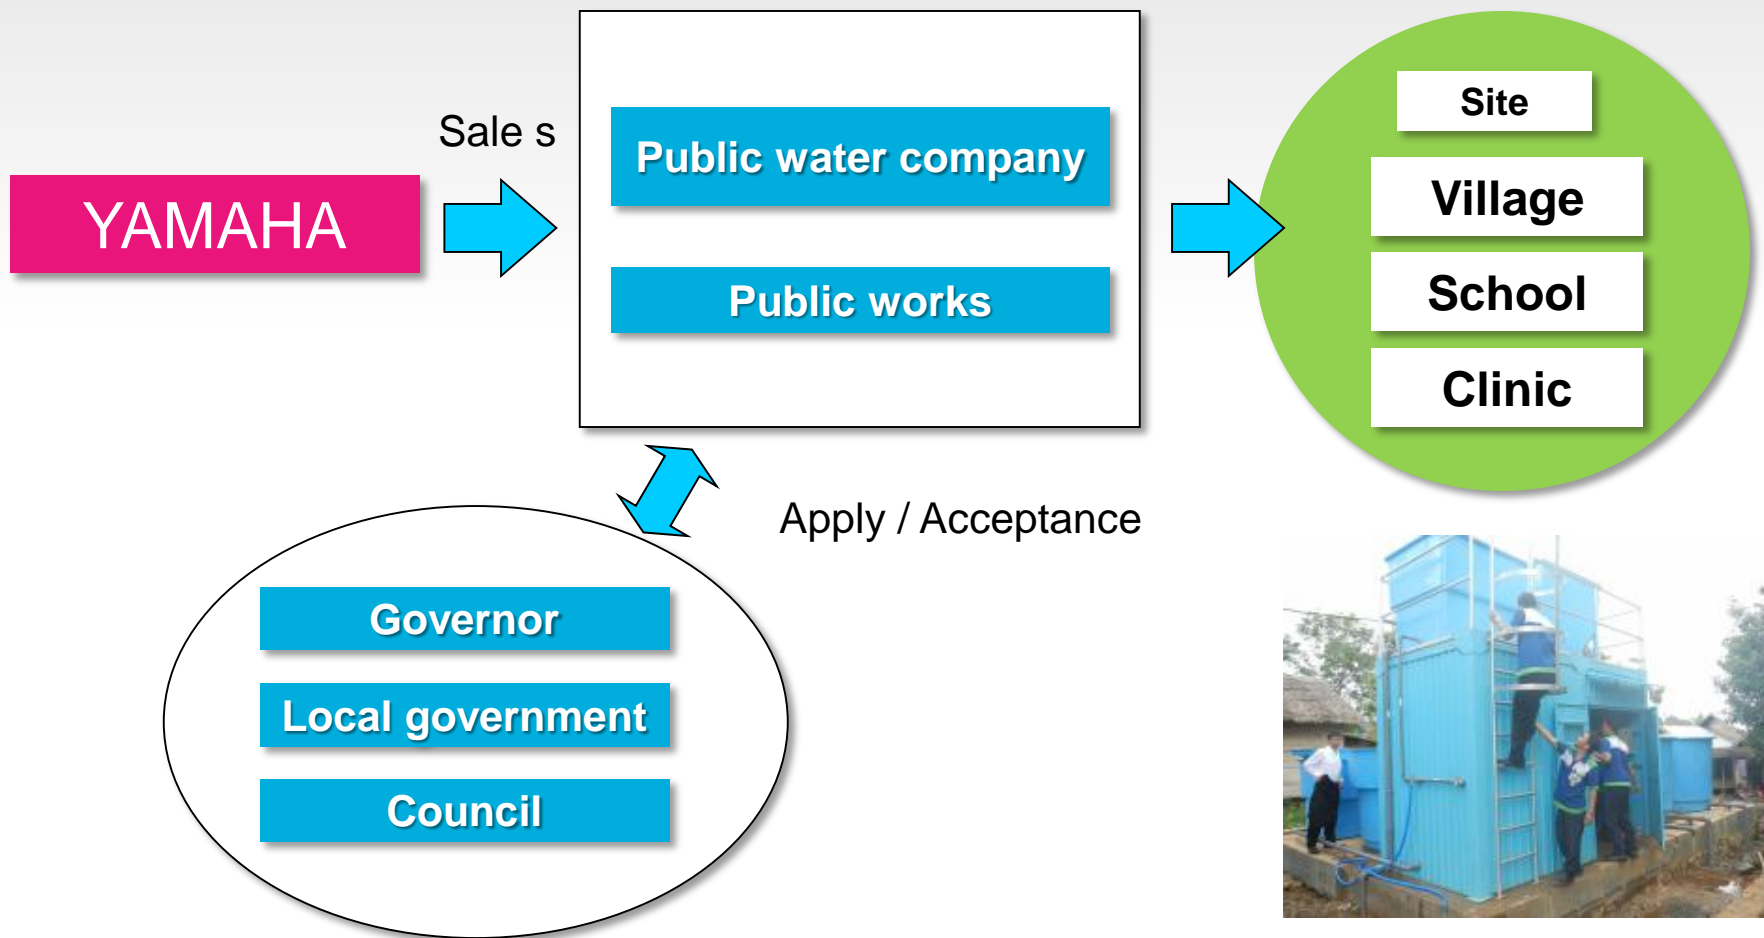 YAMAHA
Sale s
Public water company
Public works
Site
Village
School
Clinic
Apply / Acceptance
Governor
Local government
Council